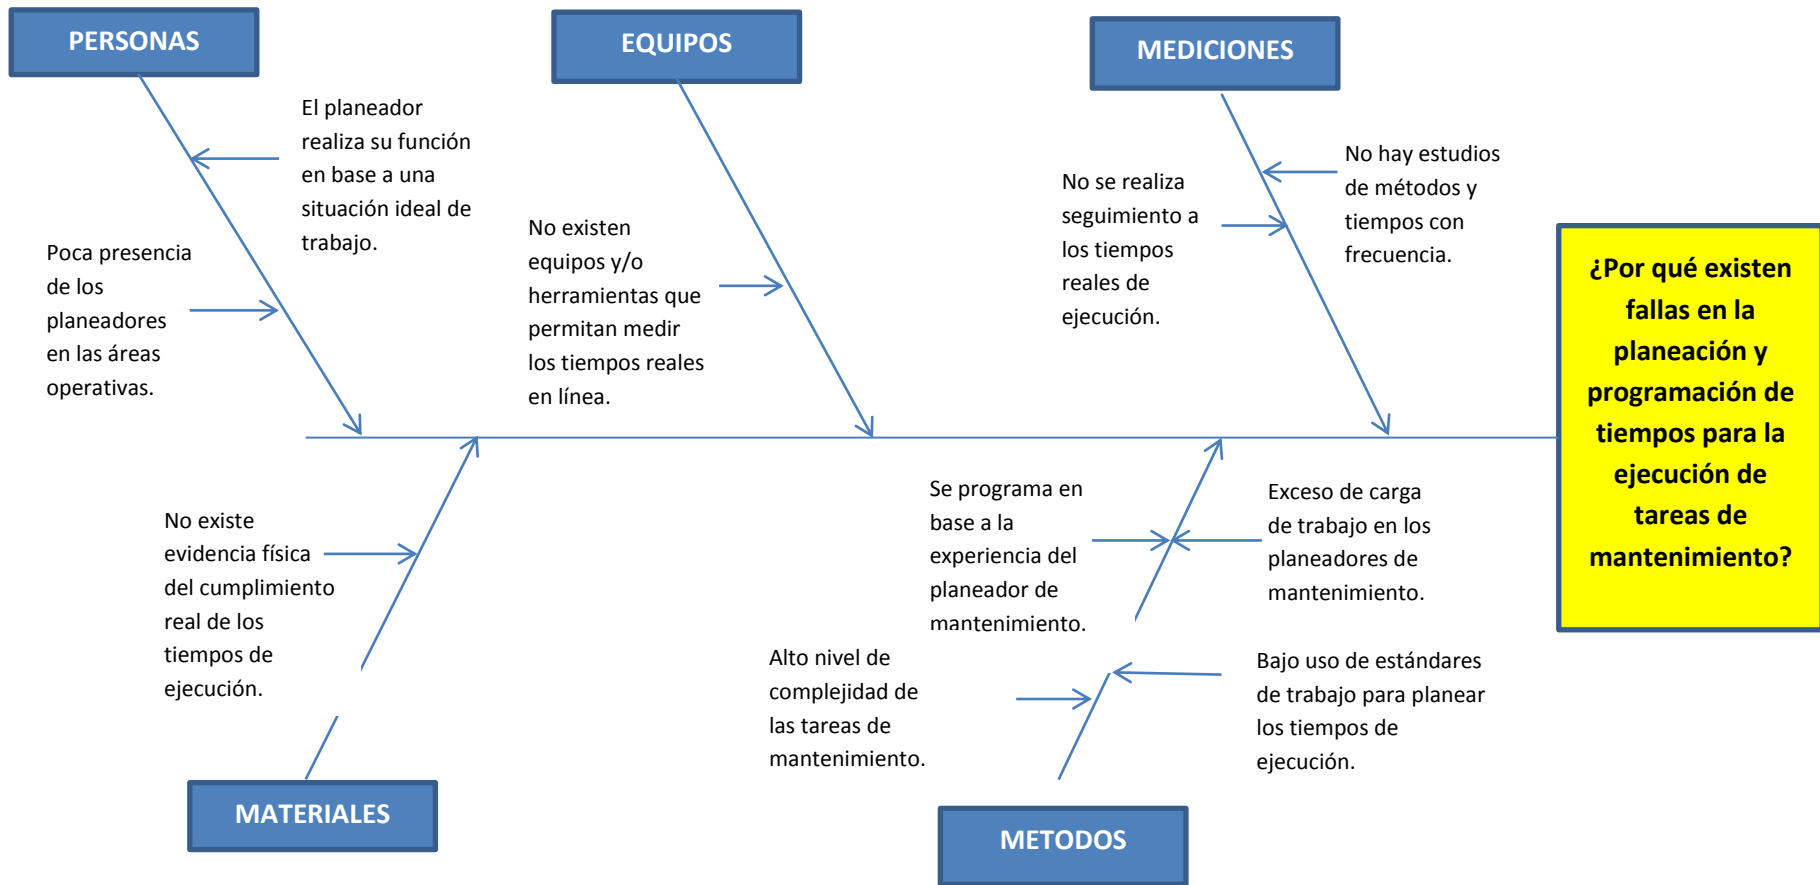 PERSONAS
EQUIPOS
MEDICIONES
El planeador
realiza su función
en base a una
situación ideal de
trabajo.
Poca presencia
de los
planeadores
en las áreas
operativas.
No existen
equipos y/o
herramientas que
permitan medir
los tiempos reales
en línea.
No se realiza
seguimiento a
los tiempos
reales de
ejecución.
No hay estudios
de métodos y
tiempos con
frecuencia.
¿Por qué existen
fallas en la
planeación y
programación de
tiempos para la
ejecución de
tareas de
mantenimiento?
No existe
evidencia física
del cumplimiento
real de los
tiempos de
ejecución.
Se programa en
base a la
experiencia del
planeador de
mantenimiento.
Exceso de carga
de trabajo en los
planeadores de
mantenimiento.
Alto nivel de
complejidad de
las tareas de
mantenimiento.
Bajo uso de estándares
de trabajo para planear
los tiempos de
ejecución.
MATERIALES
METODOS